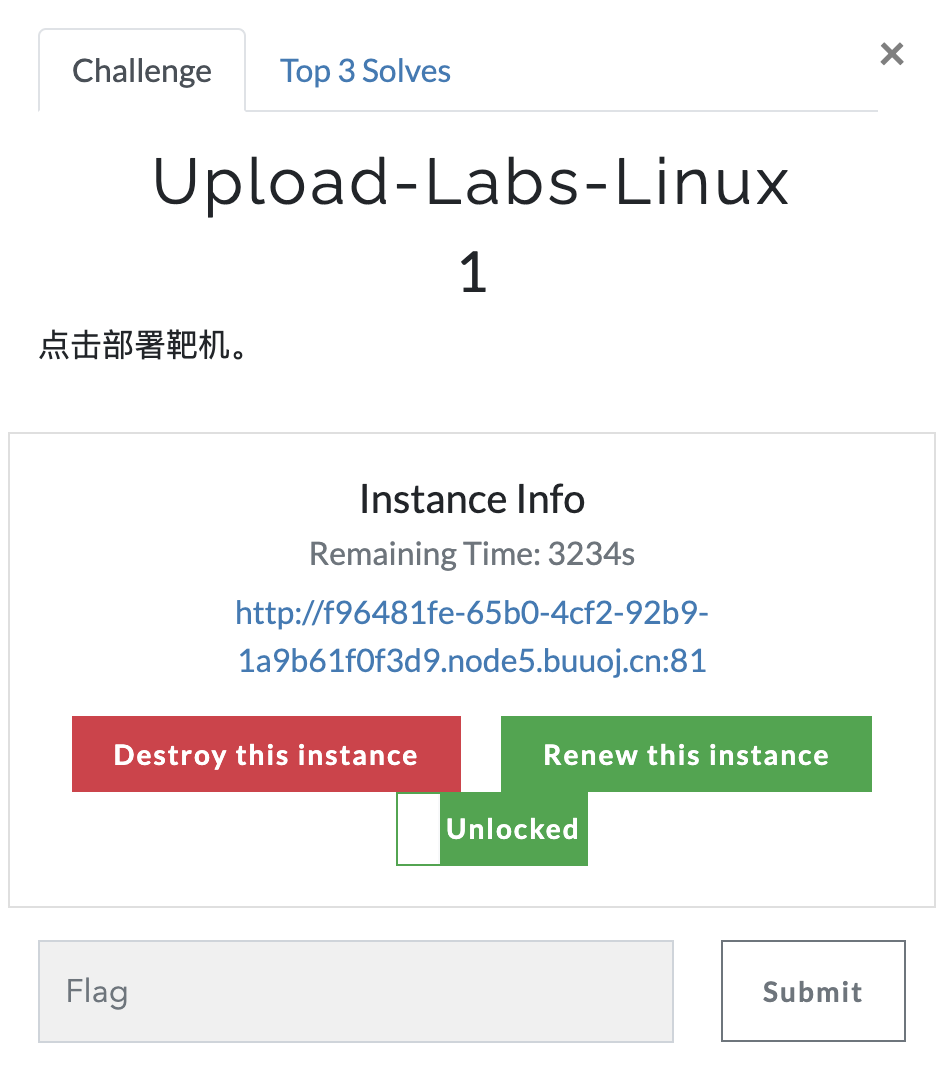 Challenge
Top 3 Solves
×
Upload-Labs-Linux
1
点击部署靶机。
Instance Info
Remaining Time: 3234s
http://f96481fe-65b0-4cf2-92b9-
1a9b61f0f3d9.node5.buuoj.cn:81
Destroy this instance
Renew this instance
Unlocked
Flag
Submit